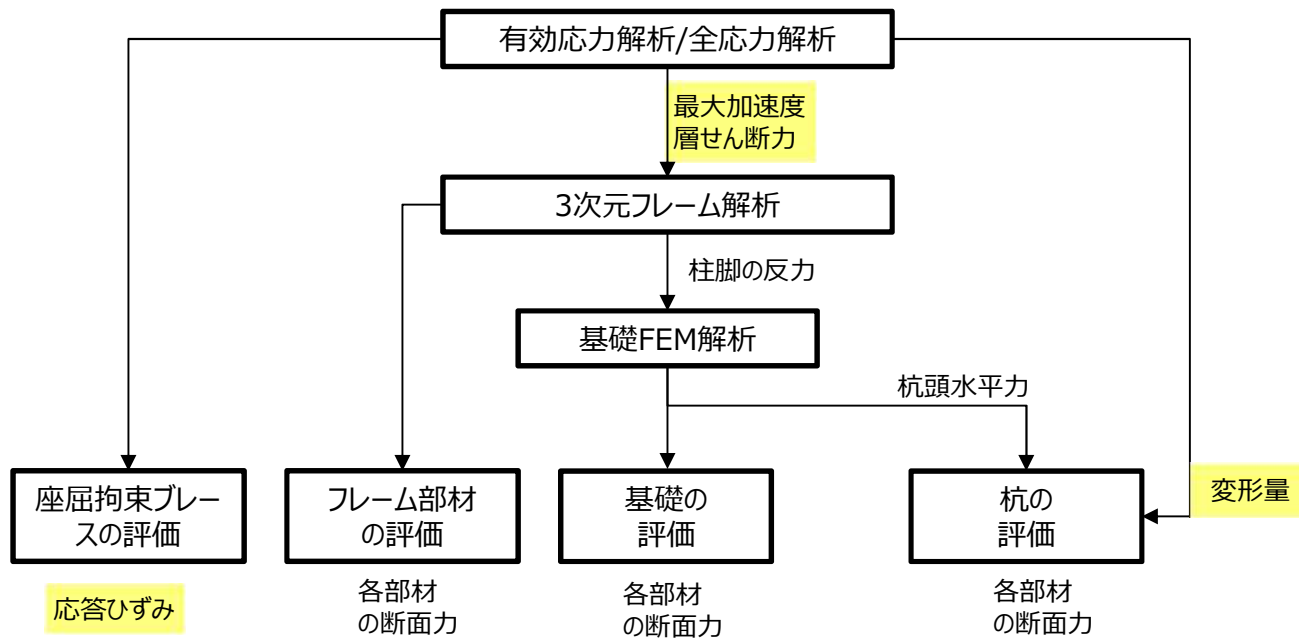 有効応力解析/全応力解析
最大加速度
層せん断力
3次元フレーム解析
柱脚の反力
基礎FEM解析
杭頭水平力
座屈拘束ブレー
スの評価
フレーム部材
の評価
基礎の
評価
杭の
評価
変形量
応答ひずみ
各部材
の断面力
各部材
の断面力
各部材
の断面力